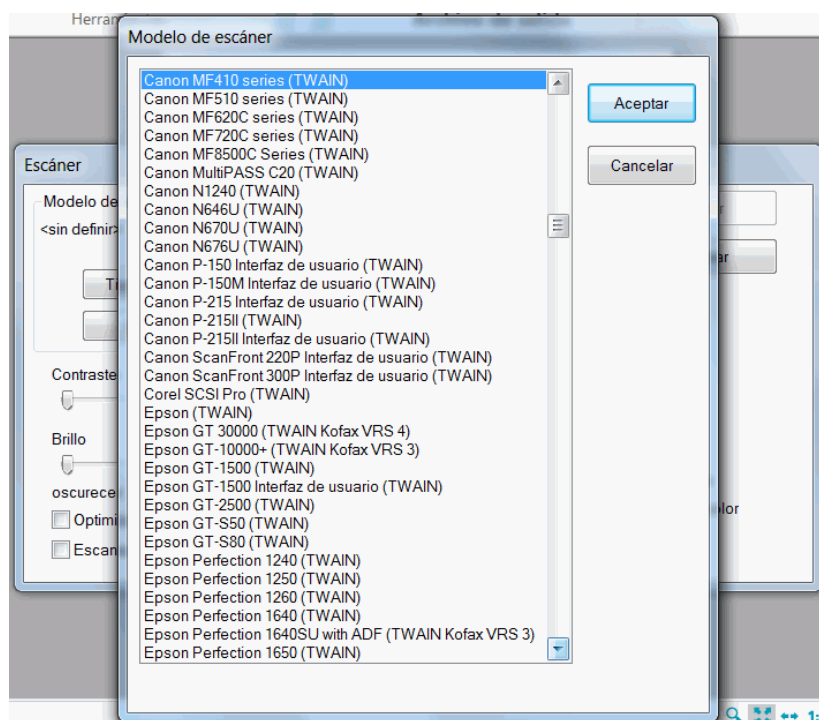 Modelo de escáner
Canon MF410 series (TWAIN)
Canon MF510 series (TWAIN)
Canon MF620C series (TWAIN)
Canon MF720C series (TWAIN)
Canon MF8500C Series (TWAIN)
Canon MultiPASS C20 (TWAIN)
Canon N1240 (TWAIN)
Canon N646U (TWAIN)
Canon N670U (TWAIN)
Canon N676U (TWAIN)
Canon P-150 Interfaz de usuario (TWAIN)
Canon P-150M Interfaz de usuario (TWAIN)
Canon P-215 Interfaz de usuario (TWAIN)
Canon P-215II (TWAIN)
Canon P-215II Interfaz de usuario (TWAIN)
Canon ScanFront 220P Interfaz de usuario (TWAIN)
Canon ScanFront 300P Interfaz de usuario (TWAIN)
Corel SCSI Pro (TWAIN)
Epson (TWAIN)
Epson GT 30000 (TWAIN Kofax VRS 4)
Epson GT-10000+ (TWAIN Kofax VRS 3)
Epson GT-1500 (TWAIN)
Epson GT-1500 Interfaz de usuario (TWAIN)
Epson GT-2500 (TWAIN)
Epson GT-S50 (TWAIN)
Epson GT-S80 (TWAIN)
Epson Perfection 1240 (TWAIN)
Epson Perfection 1250 (TWAIN)
Epson Perfection 1260 (TWAIN)
Epson Perfection 1640 (TWAIN)
Epson Perfection 1640SU with ADF (TWAIN Kofax VRS 3)
Epson Perfection 1650 (TWAIN)
Aceptar
Cancelar
Escáner
Modelo de
<sin definir>
Contraste
Brillo
oscurece
Optimi
Escan